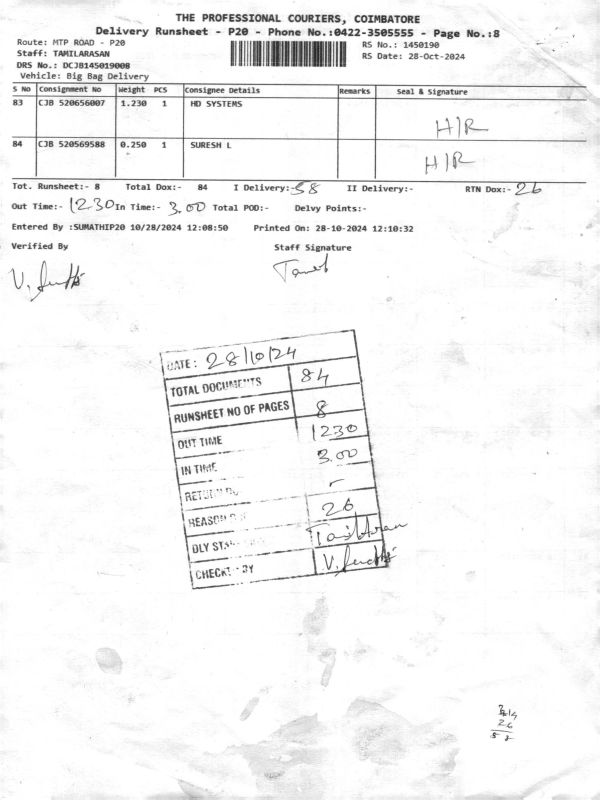 THE PROFESSIONAL COURIERS, COIMBATORE
Delivery Runsheet - P20 - Phone No.:0422-3505555 - Page No.:8
Route: MTP ROAD - P20
RS No.: 1450190
Staff: TAMILARASAN
RS Date: 28-Oct-2024
DRS No.: DCJB145019008
Vehicle: Big Bag Delivery
S No Consignment No Weight PCS Consignee Details Remarks Seal & Signature
83 CJB 520656007 1.230 1 HD SYSTEMS H/R
84 CJB 520569588 0.250 1 SURESH L H/R
Tot. Runsheet:- 8 Total Dox:- 84 I Delivery:- 58 II Delivery:- RTN Dox:- 26
Out Time:- 1230 In Time:- 3.00 Total POD:- Delvy Points:-
Entered By :SUMATHIP20 10/28/2024 12:08:50 Printed On: 28-10-2024 12:10:32
Verified By Staff Signature
DATE: 28/10/24
TOTAL DOCUMENTS 84
RUNSHEET NO OF PAGES 8
OUT TIME 1230
IN TIME 3.00
RETURN -
REASON 26
DLY
CHECK BY
26
58